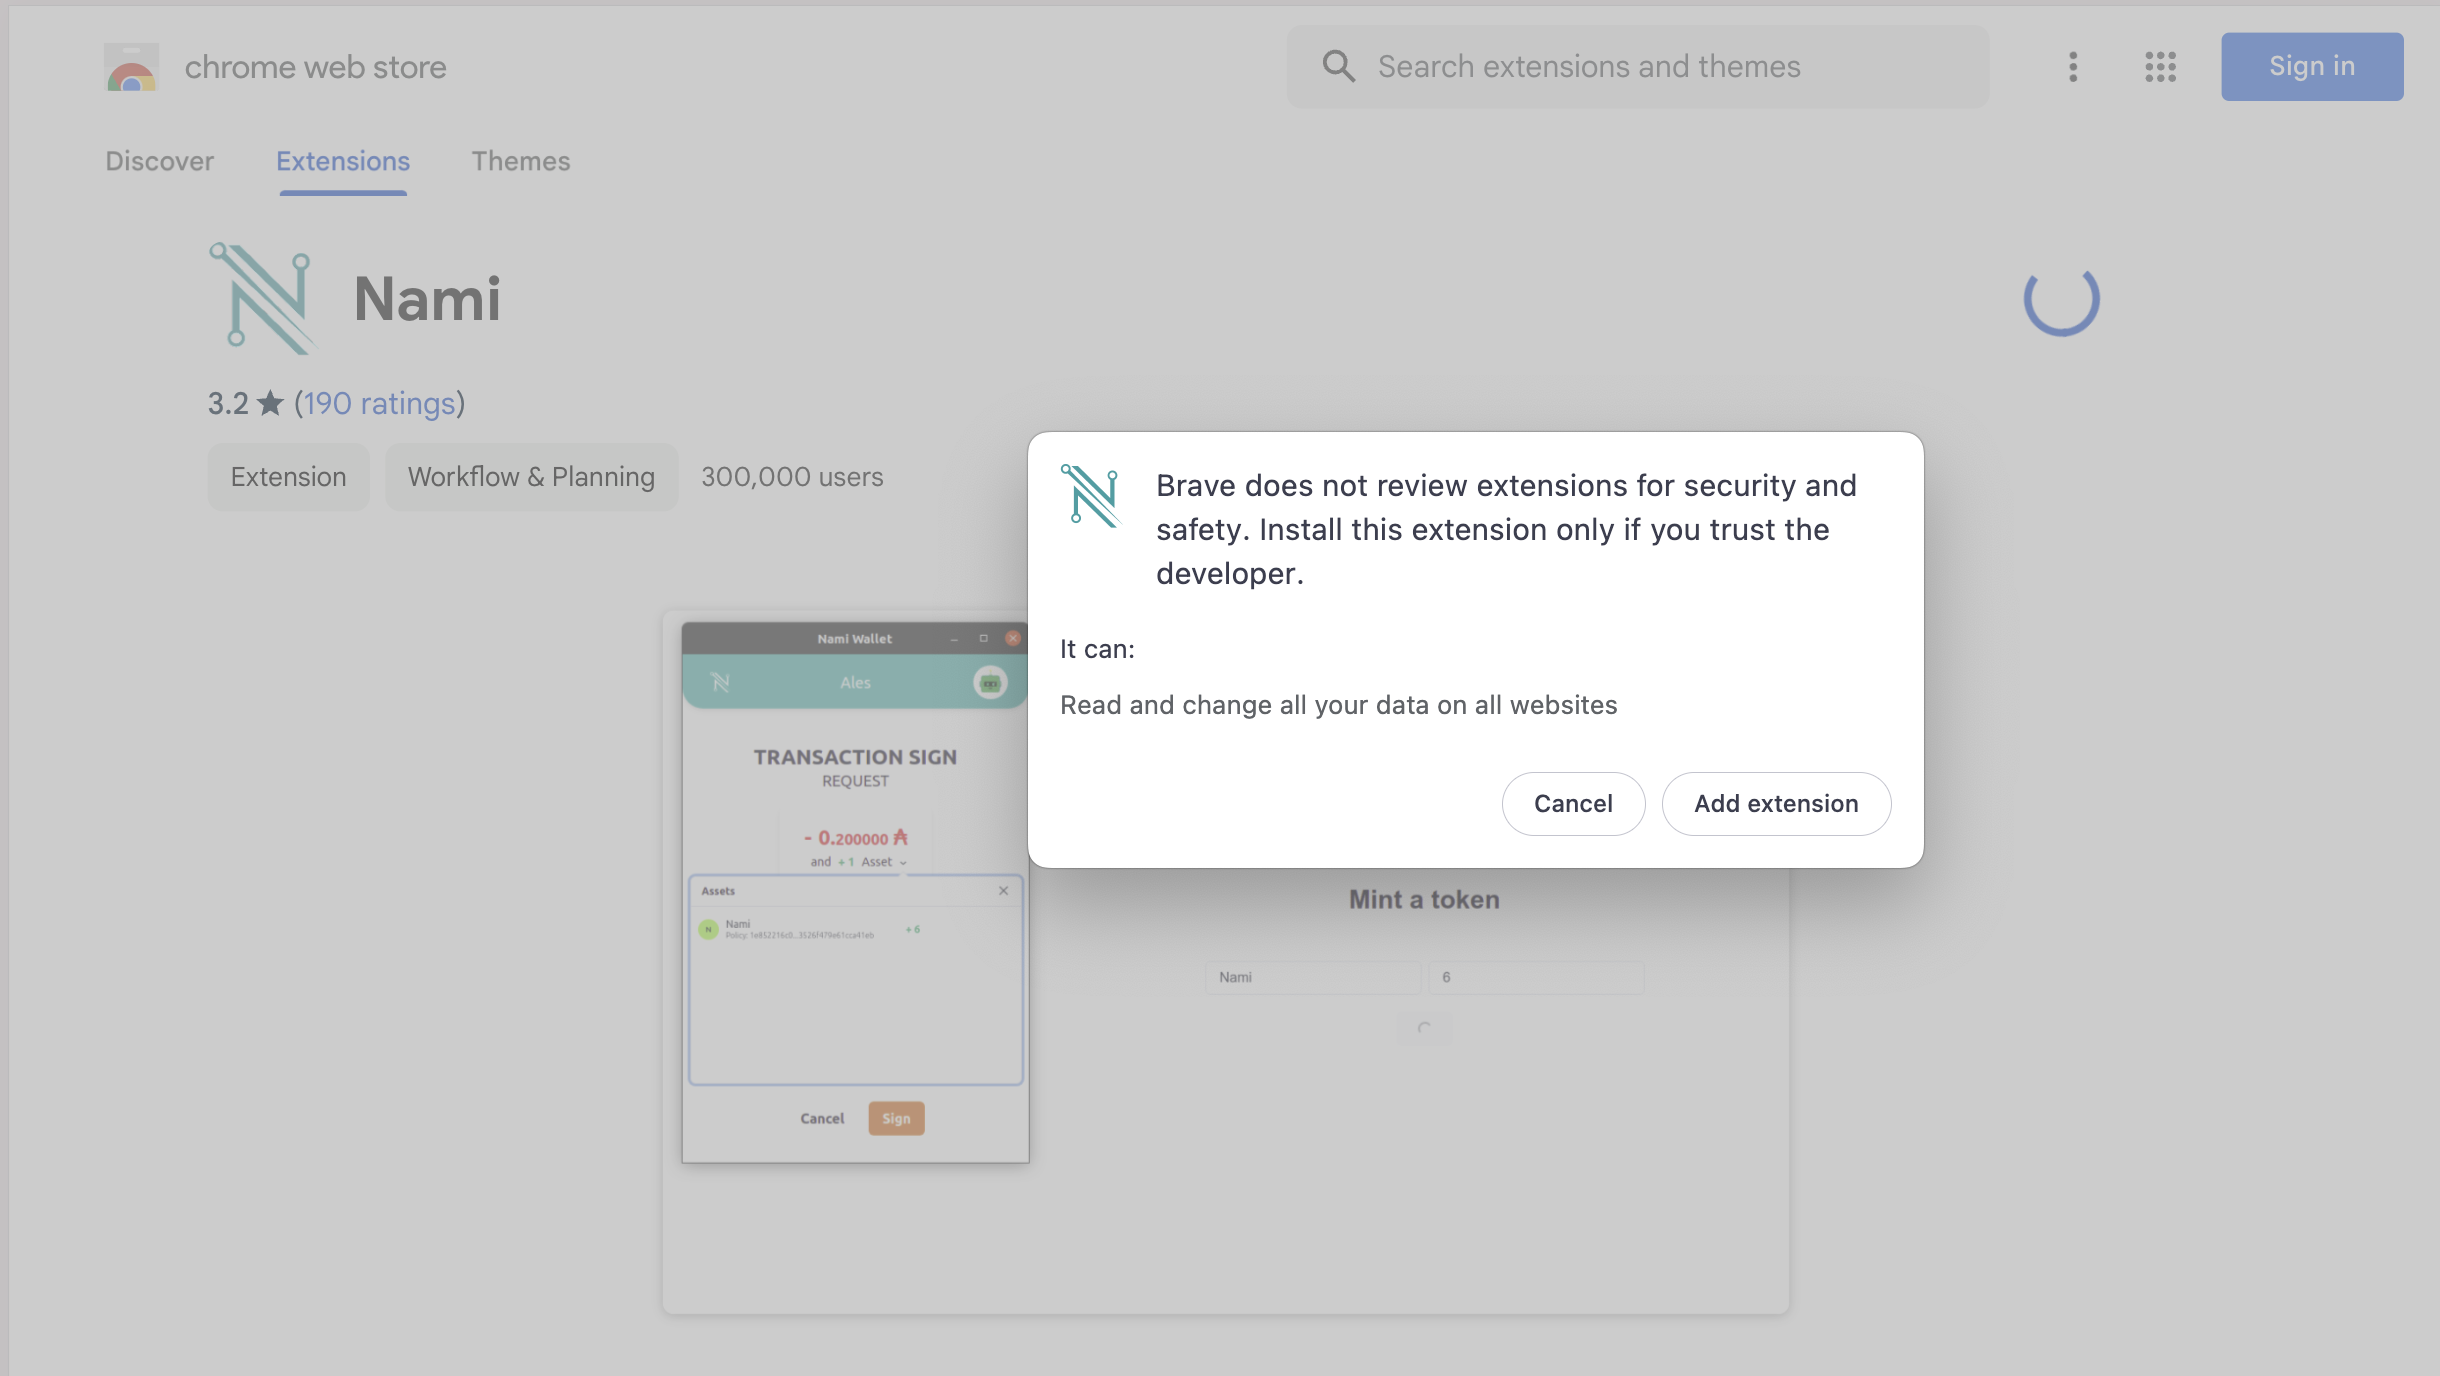 chrome web store
Search extensions and themes
Sign in
Discover
Extensions
Themes
Nami
3.2 ★ (190 ratings)
Extension
Workflow & Planning
300,000 users
Brave does not review extensions for security and
safety. Install this extension only if you trust the
developer.
It can:
Read and change all your data on all websites
Cancel
Add extension
Nami Wallet
Ales
TRANSACTION SIGN
REQUEST
- 0.200000 ₳
and + 1 Asset
Assets
N
Nami
+ 6
Policy: 1e852216c0...3526f479e61cca41eb
Cancel
Sign
Mint a token
Nami
6